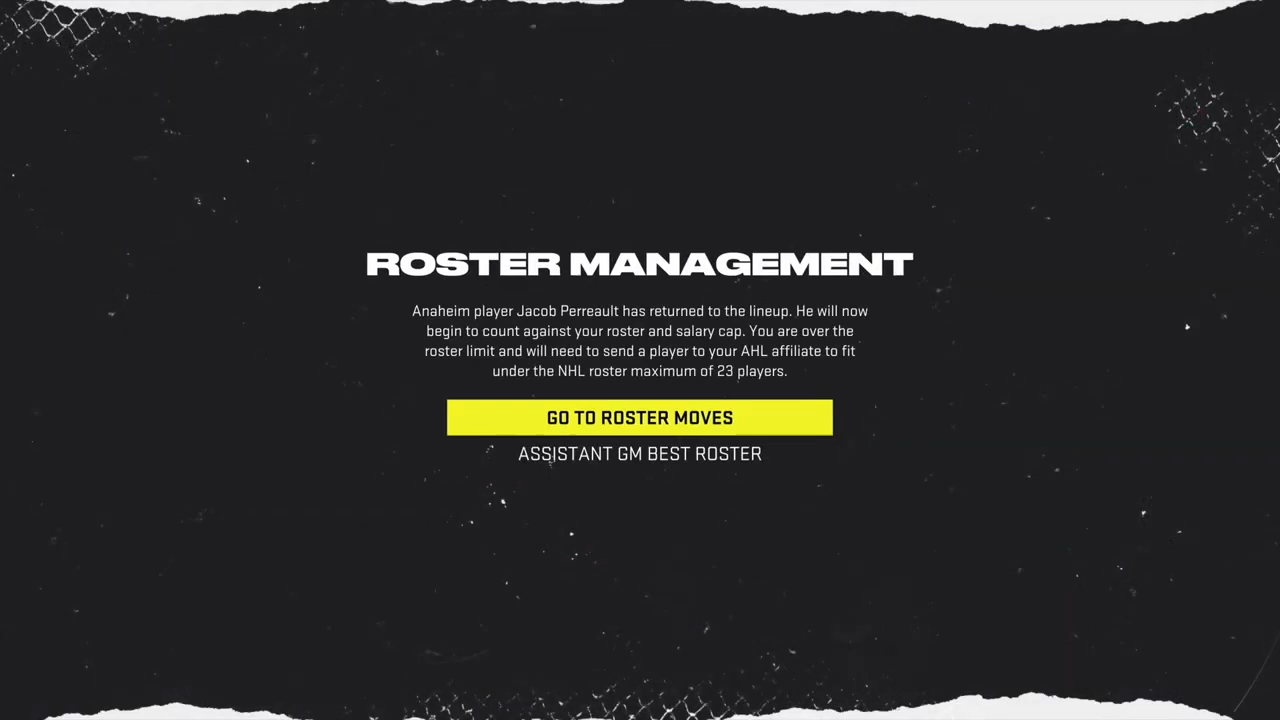 ROSTER MANAGEMENT
Anaheim player Jacob Perreault has returned to the lineup. He will now
begin to count against your roster and salary cap. You are over the
roster limit and will need to send a player to your AHL affiliate to fit
under the NHL roster maximum of 23 players.
GO TO ROSTER MOVES
ASSISTANT GM BEST ROSTER